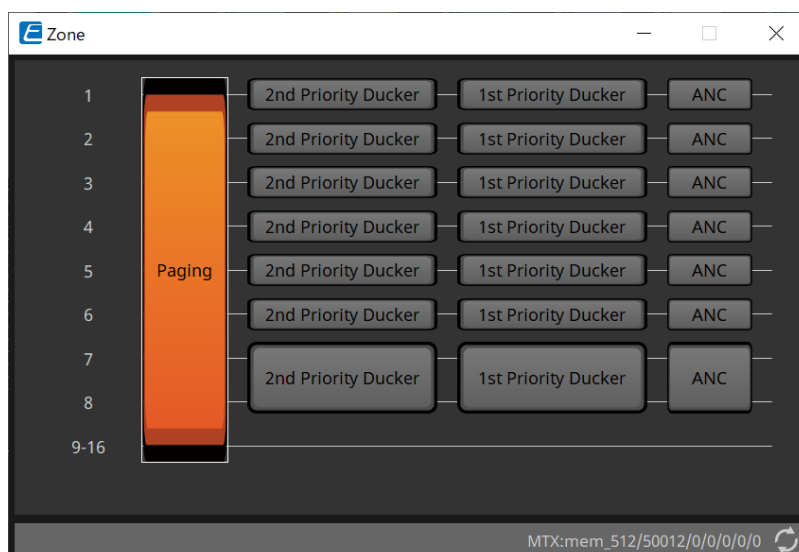 Zone
1 2nd Priority Ducker 1st Priority Ducker ANC
2 2nd Priority Ducker 1st Priority Ducker ANC
3 2nd Priority Ducker 1st Priority Ducker ANC
4 2nd Priority Ducker 1st Priority Ducker ANC
5 Paging 2nd Priority Ducker 1st Priority Ducker ANC
6 2nd Priority Ducker 1st Priority Ducker ANC
7
2nd Priority Ducker 1st Priority Ducker ANC
8
9-16
MTX:mem_512/50012/0/0/0/0/0